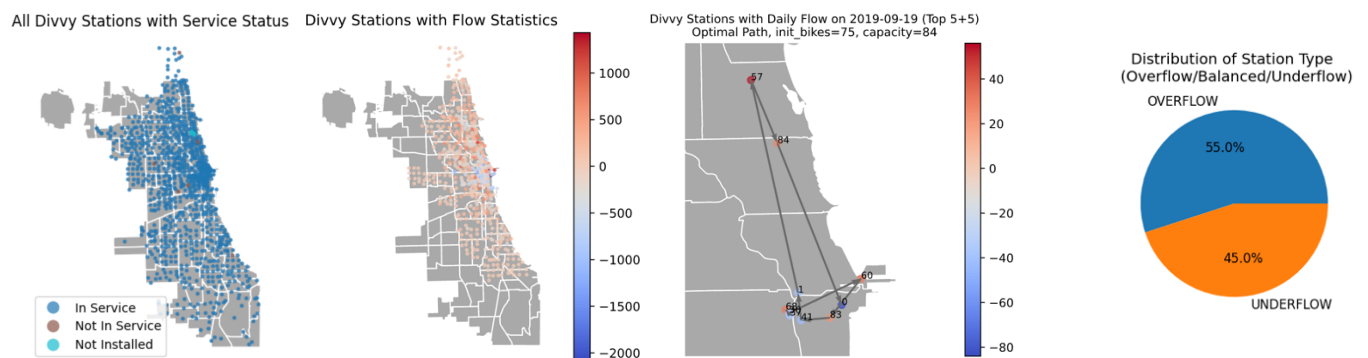 All Divvy Stations with Service Status
In Service
Not In Service
Not Installed
Divvy Stations with Flow Statistics
1000
500
0
−500
−1000
−1500
−2000
Divvy Stations with Daily Flow on 2019-09-19 (Top 5+5)
Optimal Path, init_bikes=75, capacity=84
57
84
60
1
0
83
41
40
20
0
−20
−40
−60
−80
Distribution of Station Type
(Overflow/Balanced/Underflow)
OVERFLOW
55.0%
45.0%
UNDERFLOW